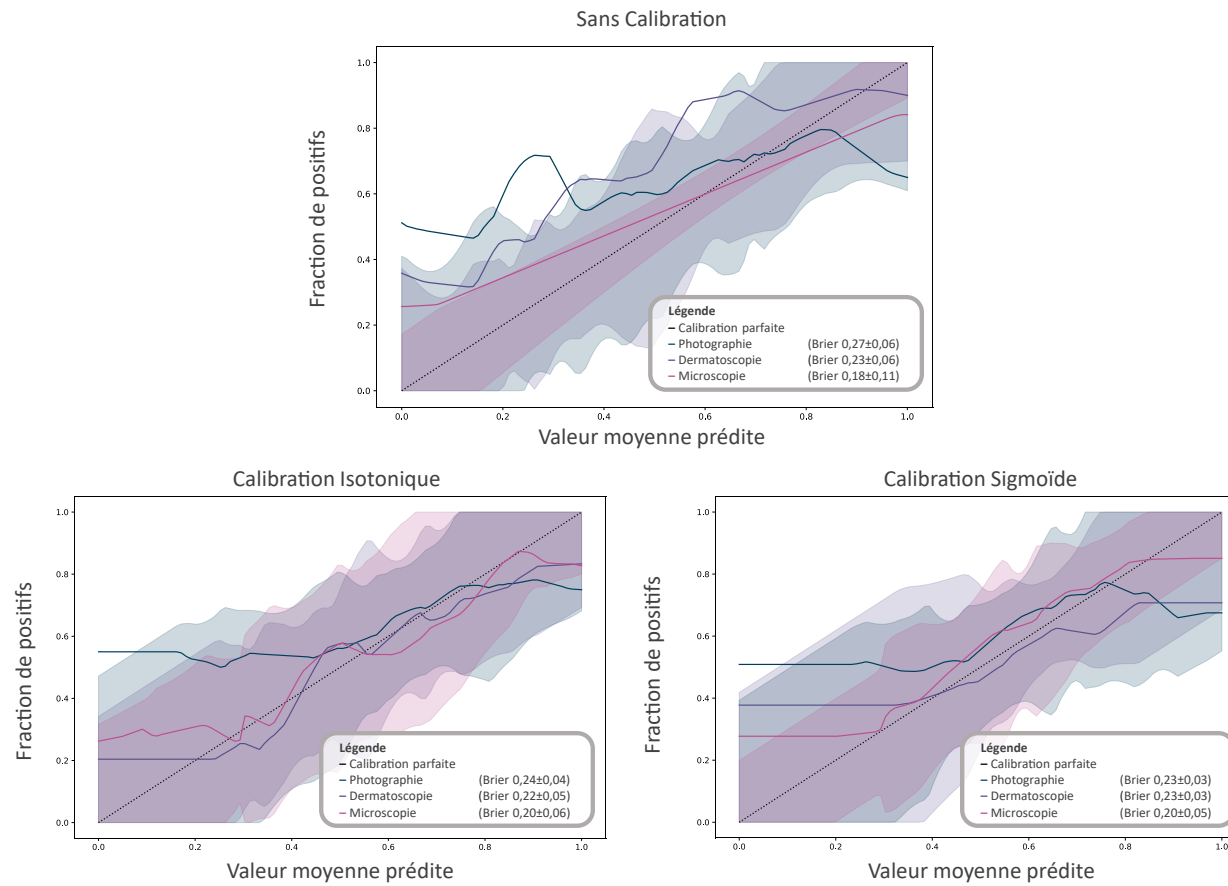 Sans Calibration
Fraction de positifs
1.0
0.8
0.6
0.4
0.2
0.0
Légende
Calibration parfaite
Photographie (Brier 0,27±0,06)
Dermatoscopie (Brier 0,23±0,06)
Microscopie (Brier 0,18±0,11)
0.0 0.2 0.4 0.6 0.8 1.0
Valeur moyenne prédite
Calibration Isotonique
Fraction de positifs
1.0
0.8
0.6
0.4
0.2
0.0
Légende
Calibration parfaite
Photographie (Brier 0,24±0,04)
Dermatoscopie (Brier 0,22±0,05)
Microscopie (Brier 0,20±0,06)
0.0 0.2 0.4 0.6 0.8 1.0
Valeur moyenne prédite
Calibration Sigmoïde
Fraction de positifs
1.0
0.8
0.6
0.4
0.2
0.0
Légende
Calibration parfaite
Photographie (Brier 0,23±0,03)
Dermatoscopie (Brier 0,23±0,03)
Microscopie (Brier 0,20±0,05)
0.0 0.2 0.4 0.6 0.8 1.0
Valeur moyenne prédite